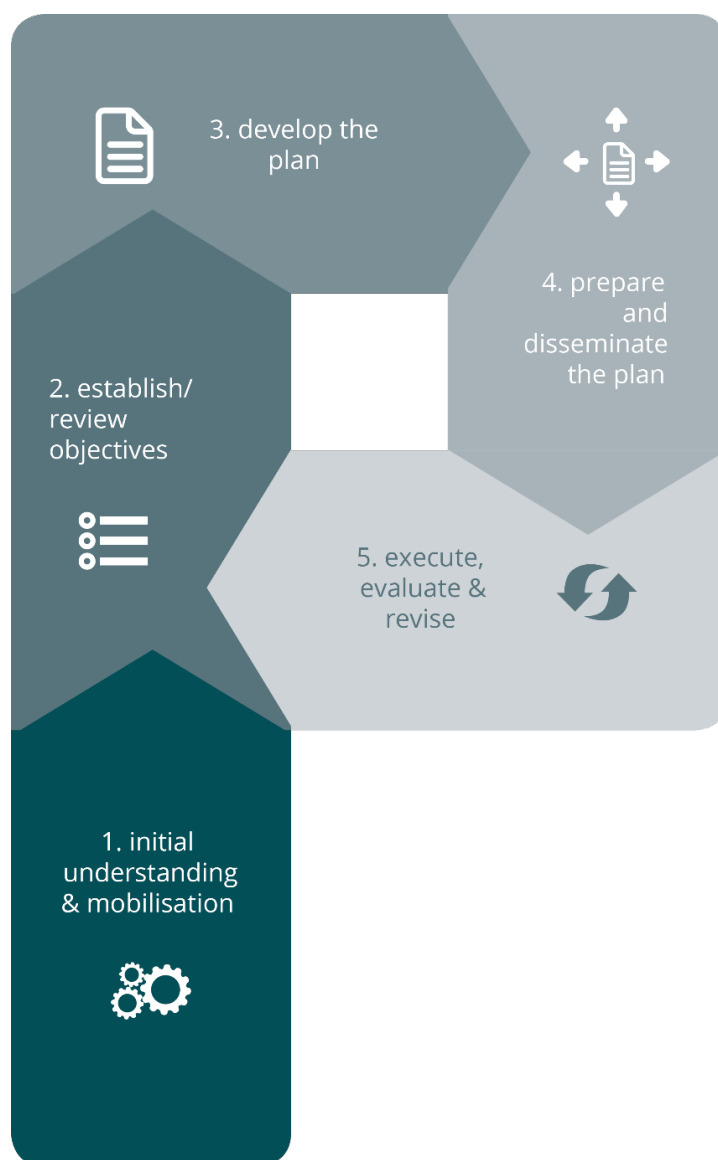 3. develop the
plan
4. prepare
and
disseminate
the plan
2. establish/
review
objectives
5. execute,
evaluate &
revise
1. initial
understanding
& mobilisation